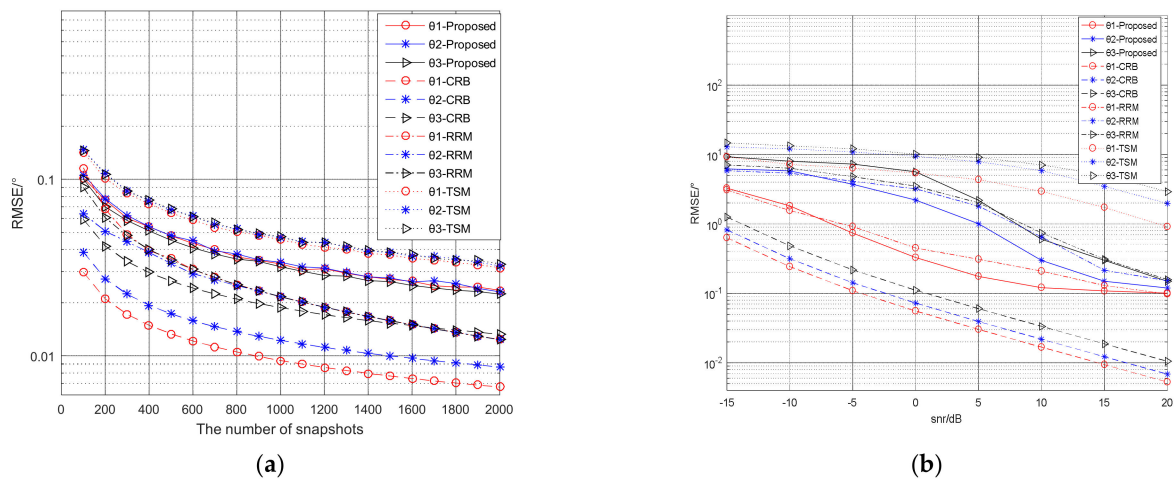 θ1-Proposed
θ2-Proposed
θ3-Proposed
θ1-CRB
θ2-CRB
θ3-CRB
θ1-RRM
θ2-RRM
θ3-RRM
θ1-TSM
θ2-TSM
θ3-TSM
0.1
0.01
RMSE/°
0 200 400 600 800 1000 1200 1400 1600 1800 2000
The number of snapshots
(a)
θ1-Proposed
θ2-Proposed
θ3-Proposed
θ1-CRB
θ2-CRB
θ3-CRB
θ1-RRM
θ2-RRM
θ3-RRM
θ1-TSM
θ2-TSM
θ3-TSM
10²
10¹
10⁰
10⁻¹
10⁻²
RMSE/°
-15 -10 -5 0 5 10 15 20
snr/dB
(b)